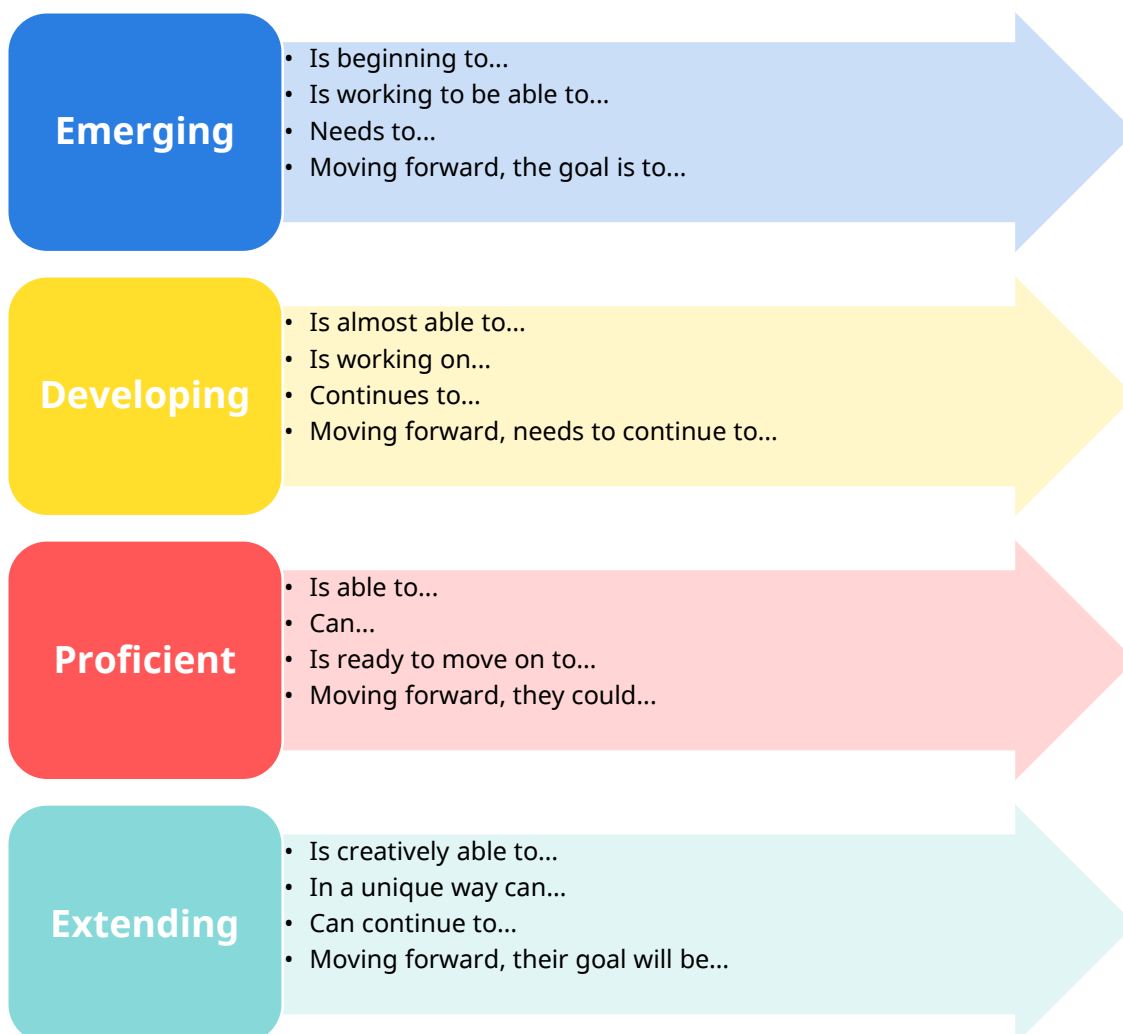 Emerging
• Is beginning to...
• Is working to be able to...
• Needs to...
• Moving forward, the goal is to...
Developing
• Is almost able to...
• Is working on...
• Continues to...
• Moving forward, needs to continue to...
Proficient
• Is able to...
• Can...
• Is ready to move on to...
• Moving forward, they could...
Extending
• Is creatively able to...
• In a unique way can...
• Can continue to...
• Moving forward, their goal will be...